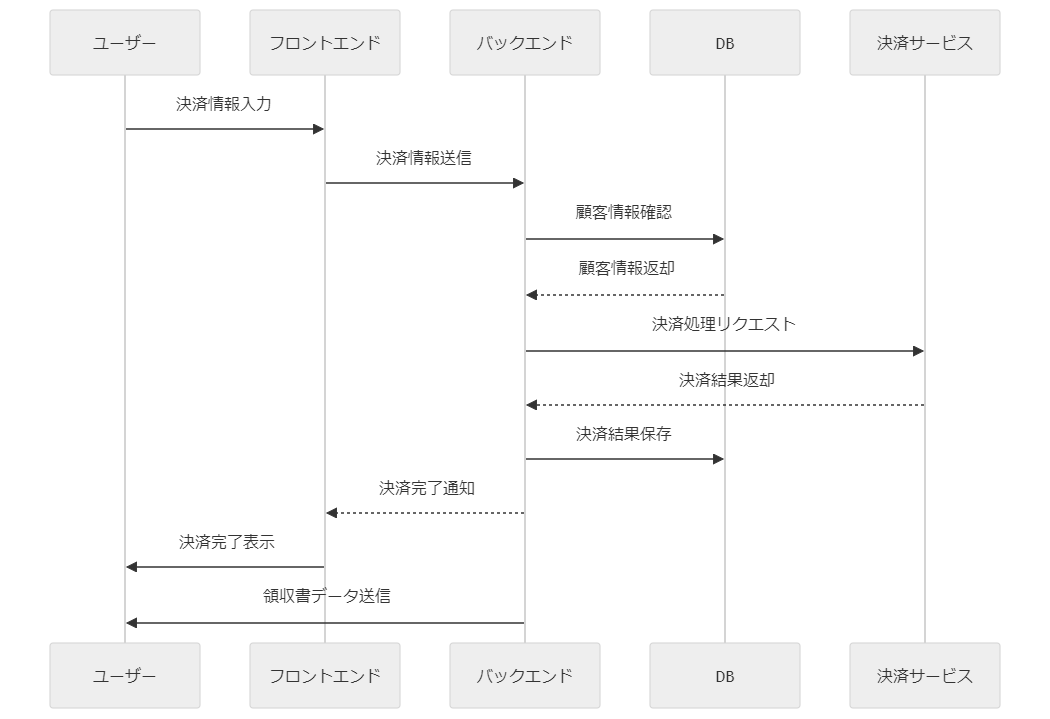 ユーザー
フロントエンド
バックエンド
DB
決済サービス
決済情報入力
決済情報送信
顧客情報確認
顧客情報返却
決済処理リクエスト
決済結果返却
決済結果保存
決済完了通知
決済完了表示
領収書データ送信
ユーザー
フロントエンド
バックエンド
DB
決済サービス